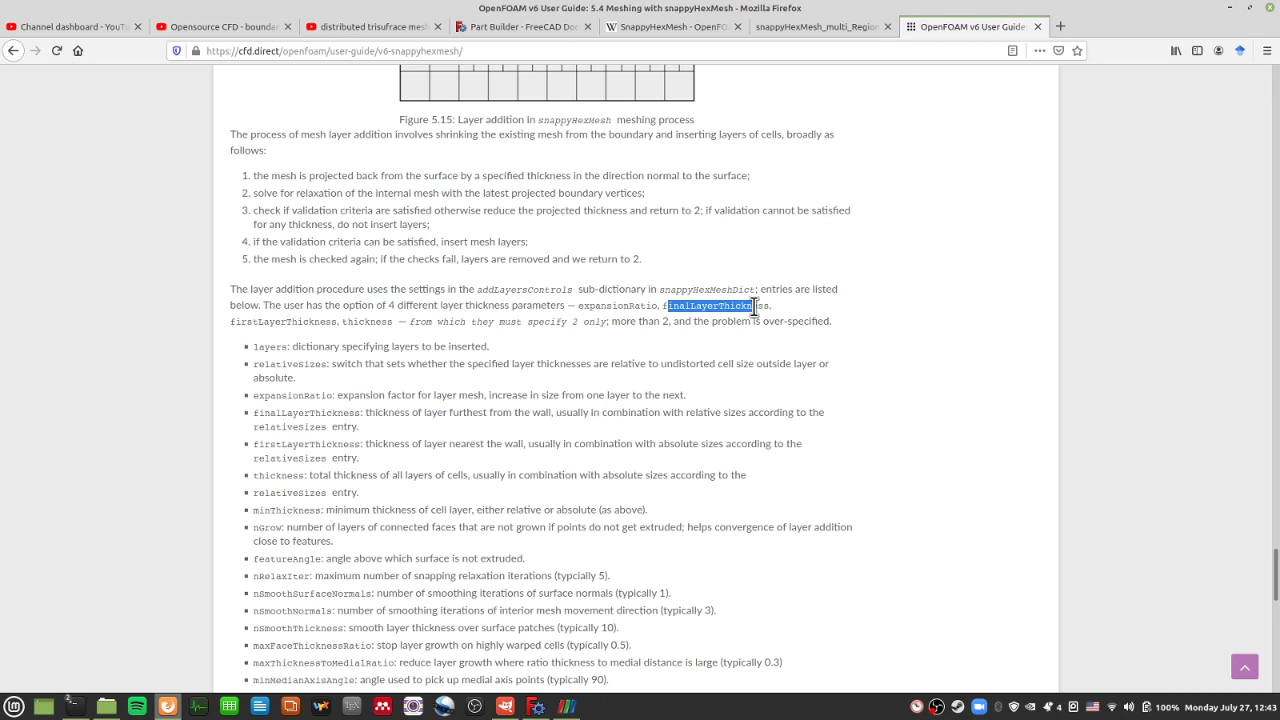 OpenFOAM v6 User Guide: 5.4 Meshing with snappyHexMesh - Mozilla Firefox
Channel dashboard - YouT
Opensource CFD - bounda
distributed trisufrace mesh
Part Builder - FreeCAD Doc
SnappyHexMesh - OpenFO
snappyHexMesh_multi_Region
OpenFOAM v6 User Guide:
https://cfd.direct/openfoam/user-guide/v6-snappyhexmesh/
Figure 5.15: Layer addition in snappyHexMesh meshing process
The process of mesh layer addition involves shrinking the existing mesh from the boundary and inserting layers of cells, broadly as
follows:
1. the mesh is projected back from the surface by a specified thickness in the direction normal to the surface;
2. solve for relaxation of the internal mesh with the latest projected boundary vertices;
3. check if validation criteria are satisfied otherwise reduce the projected thickness and return to 2; if validation cannot be satisfied
for any thickness, do not insert layers;
4. if the validation criteria can be satisfied, insert mesh layers;
5. the mesh is checked again; if the checks fail, layers are removed and we return to 2.
The layer addition procedure uses the settings in the addLayersControls sub-dictionary in snappyHexMeshDict; entries are listed
below. The user has the option of 4 different layer thickness parameters — expansionRatio, finalLayerThickness,
firstLayerThickness, thickness — from which they must specify 2 only; more than 2, and the problem is over-specified.
layers: dictionary specifying layers to be inserted.
relativeSizes: switch that sets whether the specified layer thicknesses are relative to undistorted cell size outside layer or
absolute.
expansionRatio: expansion factor for layer mesh, increase in size from one layer to the next.
finalLayerThickness: thickness of layer furthest from the wall, usually in combination with relative sizes according to the
relativeSizes entry.
firstLayerThickness: thickness of layer nearest the wall, usually in combination with absolute sizes according to the
relativeSizes entry.
thickness: total thickness of all layers of cells, usually in combination with absolute sizes according to the
relativeSizes entry.
minThickness: minimum thickness of cell layer, either relative or absolute (as above).
nGrow: number of layers of connected faces that are not grown if points do not get extruded; helps convergence of layer addition
close to features.
featureAngle: angle above which surface is not extruded.
nRelaxIter: maximum number of snapping relaxation iterations (typcially 5).
nSmoothSurfaceNormals: number of smoothing iterations of surface normals (typically 1).
nSmoothNormals: number of smoothing iterations of interior mesh movement direction (typically 3).
nSmoothThickness: smooth layer thickness over surface patches (typically 10).
maxFaceThicknessRatio: stop layer growth on highly warped cells (typically 0.5).
maxThicknessToMedialRatio: reduce layer growth where ratio thickness to medial distance is large (typically 0.3)
minMedianAxisAngle: angle used to pick up medial axis points (typically 90).
4 100% Monday July 27, 12:43